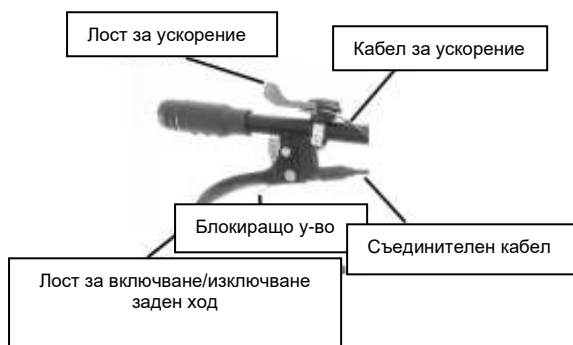 Лост за ускорение
Кабел за ускорение
Блокиращо у-во
Съединителен кабел
Лост за включване/изключване
заден ход